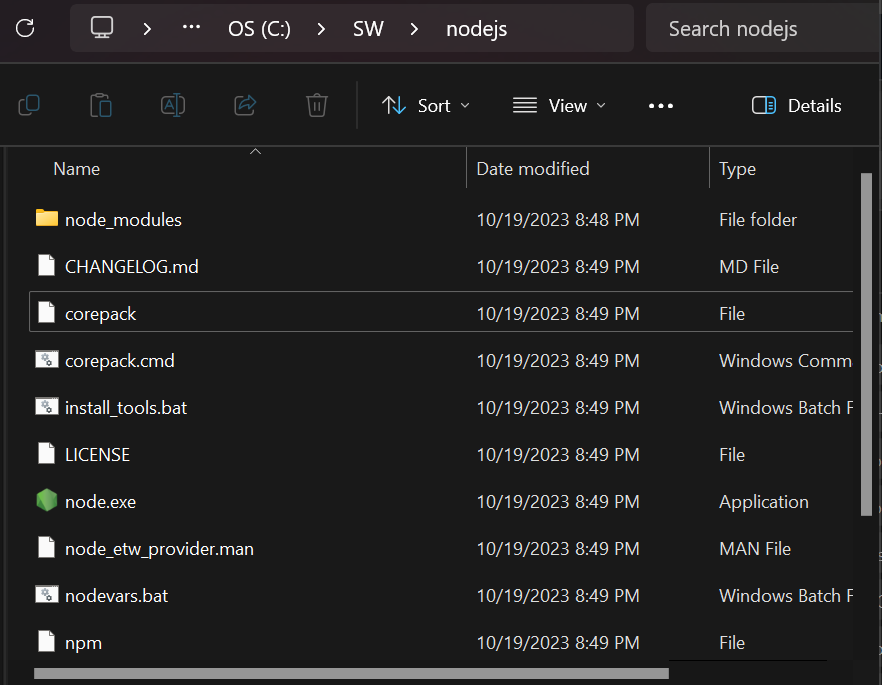 OS (C:) SW nodejs Search nodejs
Sort View Details
Name Date modified Type
node_modules 10/19/2023 8:48 PM File folder
CHANGELOG.md 10/19/2023 8:49 PM MD File
corepack 10/19/2023 8:49 PM File
corepack.cmd 10/19/2023 8:49 PM Windows Comm
install_tools.bat 10/19/2023 8:49 PM Windows Batch F
LICENSE 10/19/2023 8:49 PM File
node.exe 10/19/2023 8:49 PM Application
node_etw_provider.man 10/19/2023 8:49 PM MAN File
nodevars.bat 10/19/2023 8:49 PM Windows Batch F
npm 10/19/2023 8:49 PM File